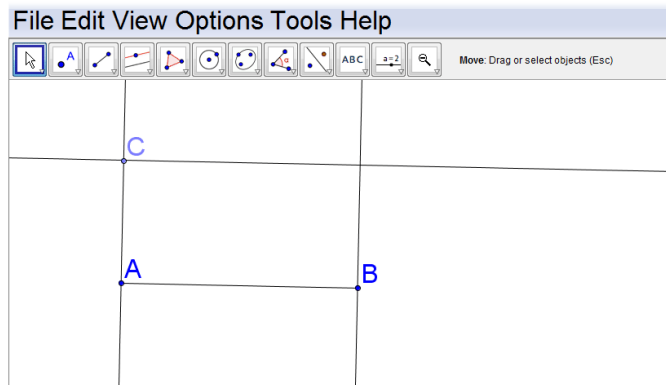 File Edit View Options Tools Help
A α ABC a=2 Move: Drag or select objects (Esc)
C
A
B